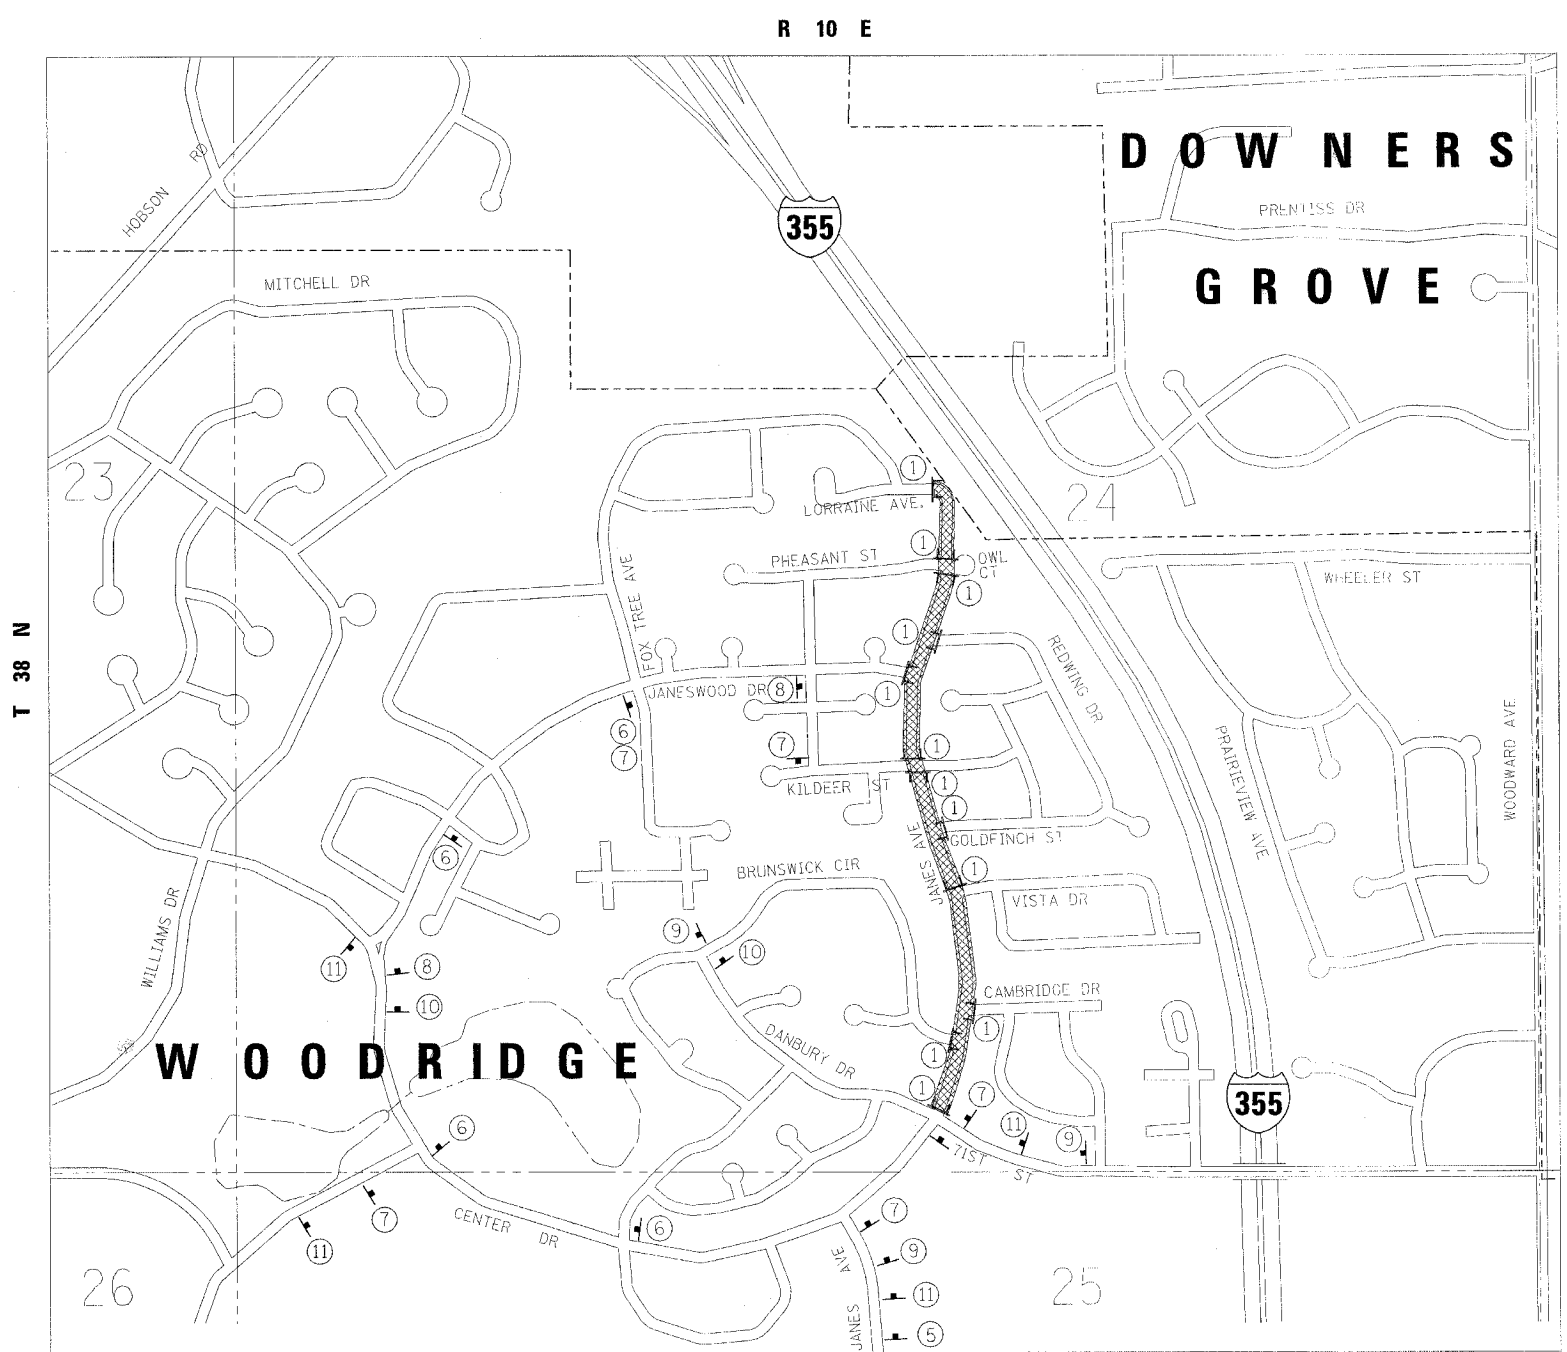 R 10 E
DOWNERS
HOBSON RD
PRENTISS DR
355
GROVE
MITCHELL DR
23
1
24
LORRAINE AVE.
1
PHEASANT ST
OWL CT
WHEELER ST
1
FOX TREE AVE
1
T 38 N
REDWING DR
JANESWOOD DR
8
1
6
7
7
1
PRAIRIEVIEW AVE
WOODWARD AVE
KILDEER ST
1
1
JANES AVE
GOLDFINCH ST
6
BRUNSWICK CIR
1
VISTA DR
WILLIAMS DR
9
10
11
8
CAMBRIDGE DR
10
DANBURY DR
1
1
WOODRIDGE
1
7
355
6
11
9
71ST ST
7
11
CENTER DR
6
7
JANES AVE
9
26
25
11
5